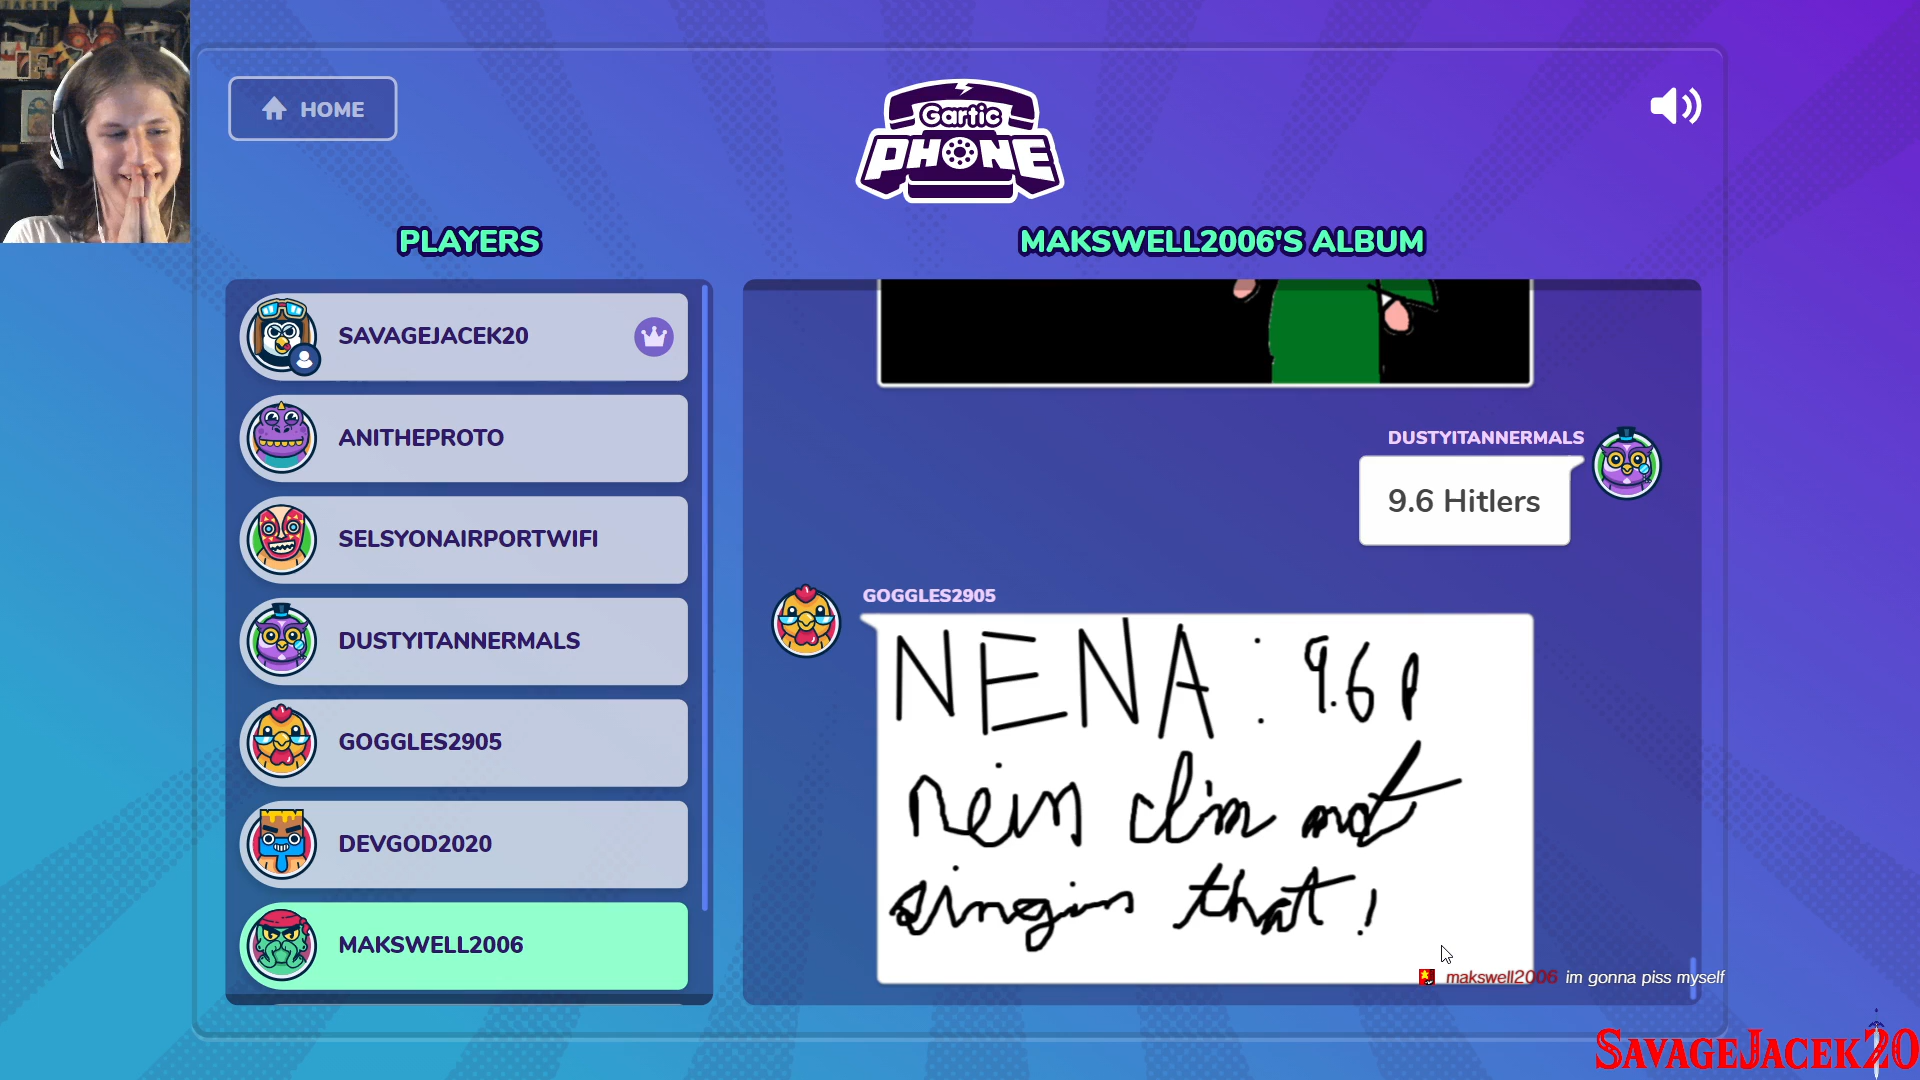 HOME
Gartic
PHONE
PLAYERS
MAKSWELL2006'S ALBUM
SAVAGEJACEK20
ANITHEPROTO
SELSYONAIRPORTWIFI
DUSTYITANNERMALS
GOGGLES2905
DEVGOD2020
MAKSWELL2006
DUSTYITANNERMALS
9.6 Hitlers
GOGGLES2905
NENA: 9.6
nein I'm not
singing that!
makswell2006 im gonna piss myself
SAVAGEJACEK20